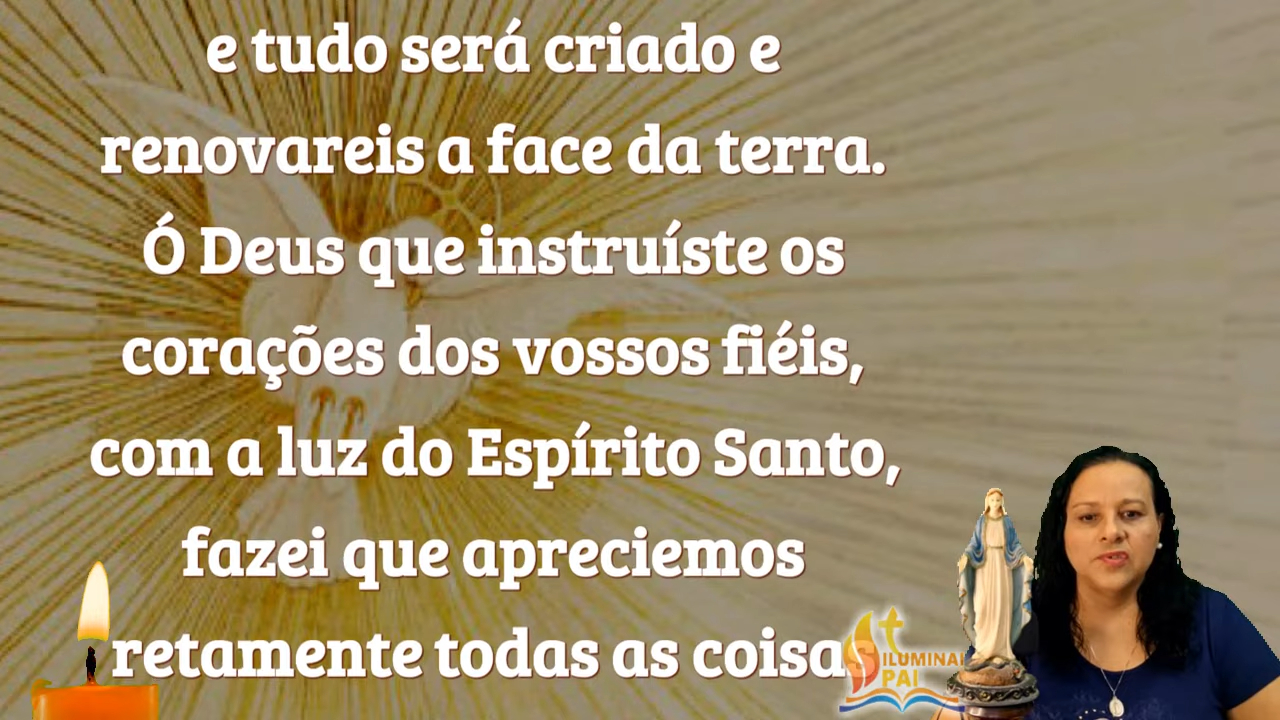 e tudo será criado e
renovareis a face da terra.
Ó Deus que instruíste os
corações dos vossos fiéis,
com a luz do Espírito Santo,
fazei que apreciemos
retamente todas as coisas
ILUMINAI
PAI